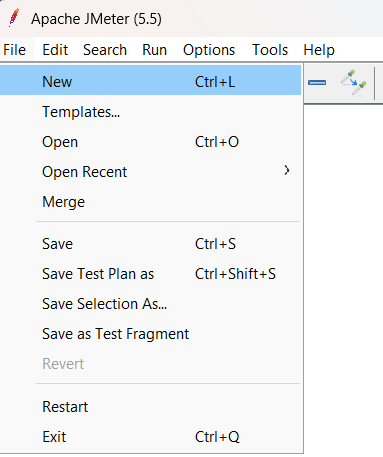 Apache JMeter (5.5)
File Edit Search Run Options Tools Help
New Ctrl+L
Templates...
Open Ctrl+O
Open Recent
Merge
Save Ctrl+S
Save Test Plan as Ctrl+Shift+S
Save Selection As...
Save as Test Fragment
Revert
Restart
Exit Ctrl+Q